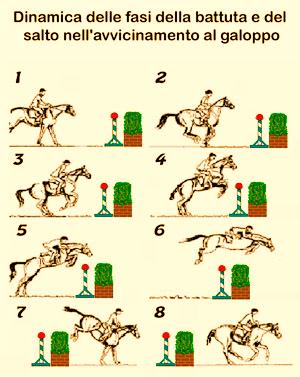 Dinamica delle fasi della battuta e del
salto nell'avvicinamento al galoppo
1 2
3 4
5 6
7 8